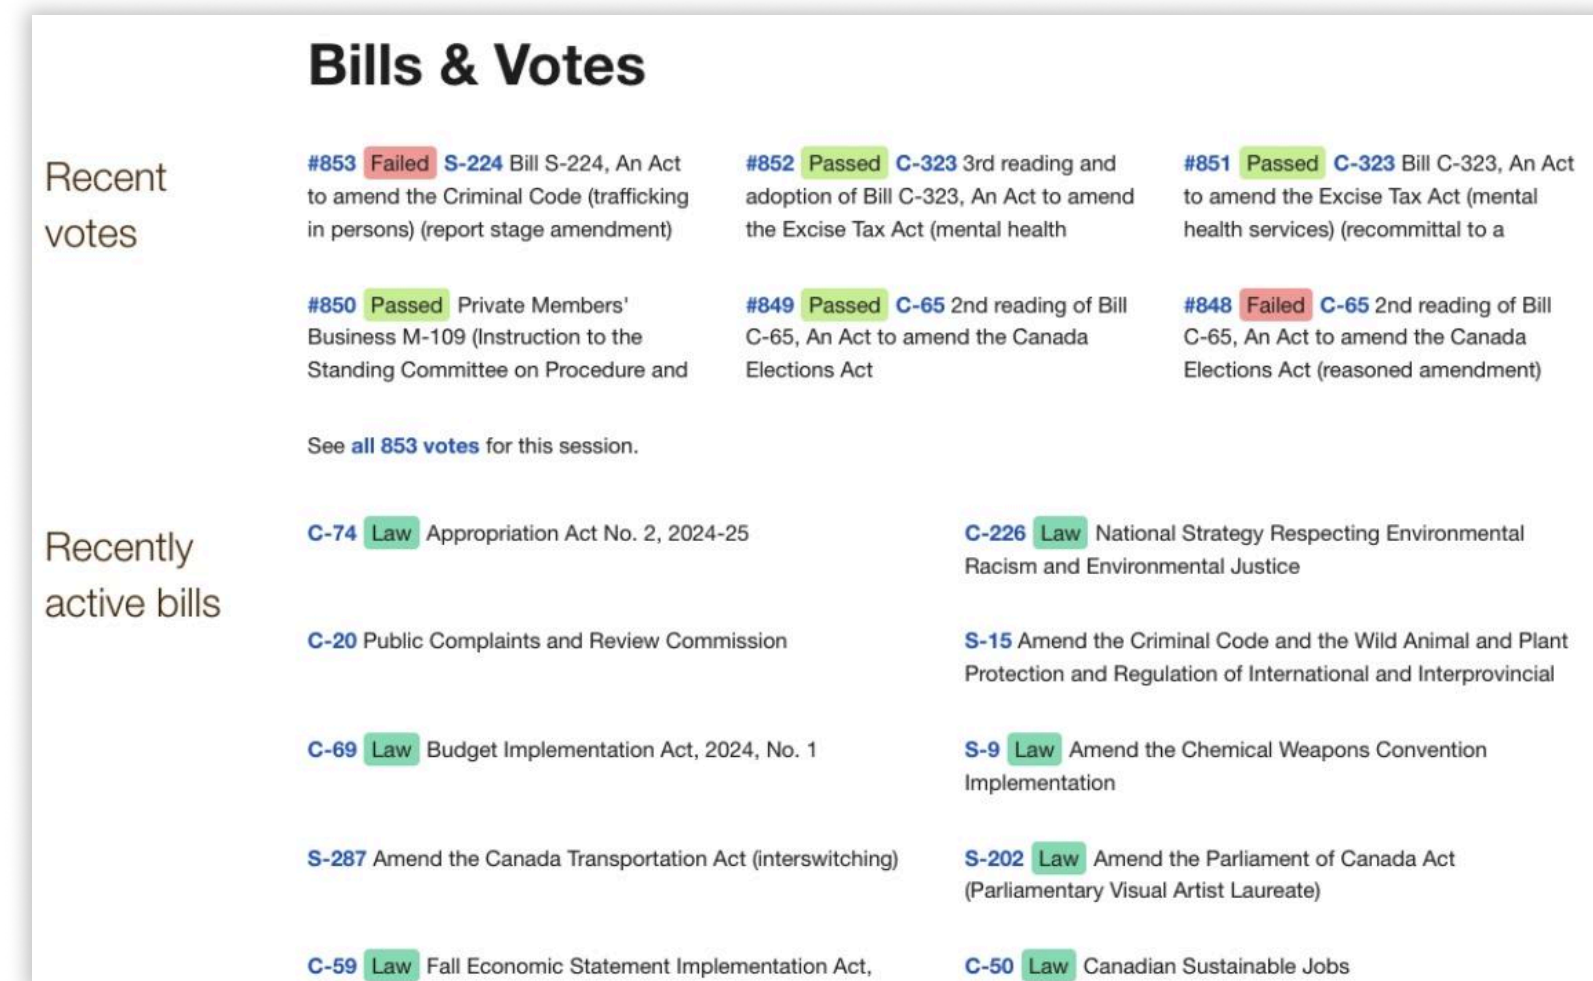 Bills & Votes
Recent
votes
#853 Failed S-224 Bill S-224, An Act
to amend the Criminal Code (trafficking
in persons) (report stage amendment)
#852 Passed C-323 3rd reading and
adoption of Bill C-323, An Act to amend
the Excise Tax Act (mental health
#851 Passed C-323 Bill C-323, An Act
to amend the Excise Tax Act (mental
health services) (recommittal to a
#850 Passed Private Members'
Business M-109 (Instruction to the
Standing Committee on Procedure and
#849 Passed C-65 2nd reading of Bill
C-65, An Act to amend the Canada
Elections Act
#848 Failed C-65 2nd reading of Bill
C-65, An Act to amend the Canada
Elections Act (reasoned amendment)
See all 853 votes for this session.
Recently
active bills
C-74 Law Appropriation Act No. 2, 2024-25
C-226 Law National Strategy Respecting Environmental
Racism and Environmental Justice
C-20 Public Complaints and Review Commission
S-15 Amend the Criminal Code and the Wild Animal and Plant
Protection and Regulation of International and Interprovincial
C-69 Law Budget Implementation Act, 2024, No. 1
S-9 Law Amend the Chemical Weapons Convention
Implementation
S-287 Amend the Canada Transportation Act (interswitching)
S-202 Law Amend the Parliament of Canada Act
(Parliamentary Visual Artist Laureate)
C-59 Law Fall Economic Statement Implementation Act,
C-50 Law Canadian Sustainable Jobs